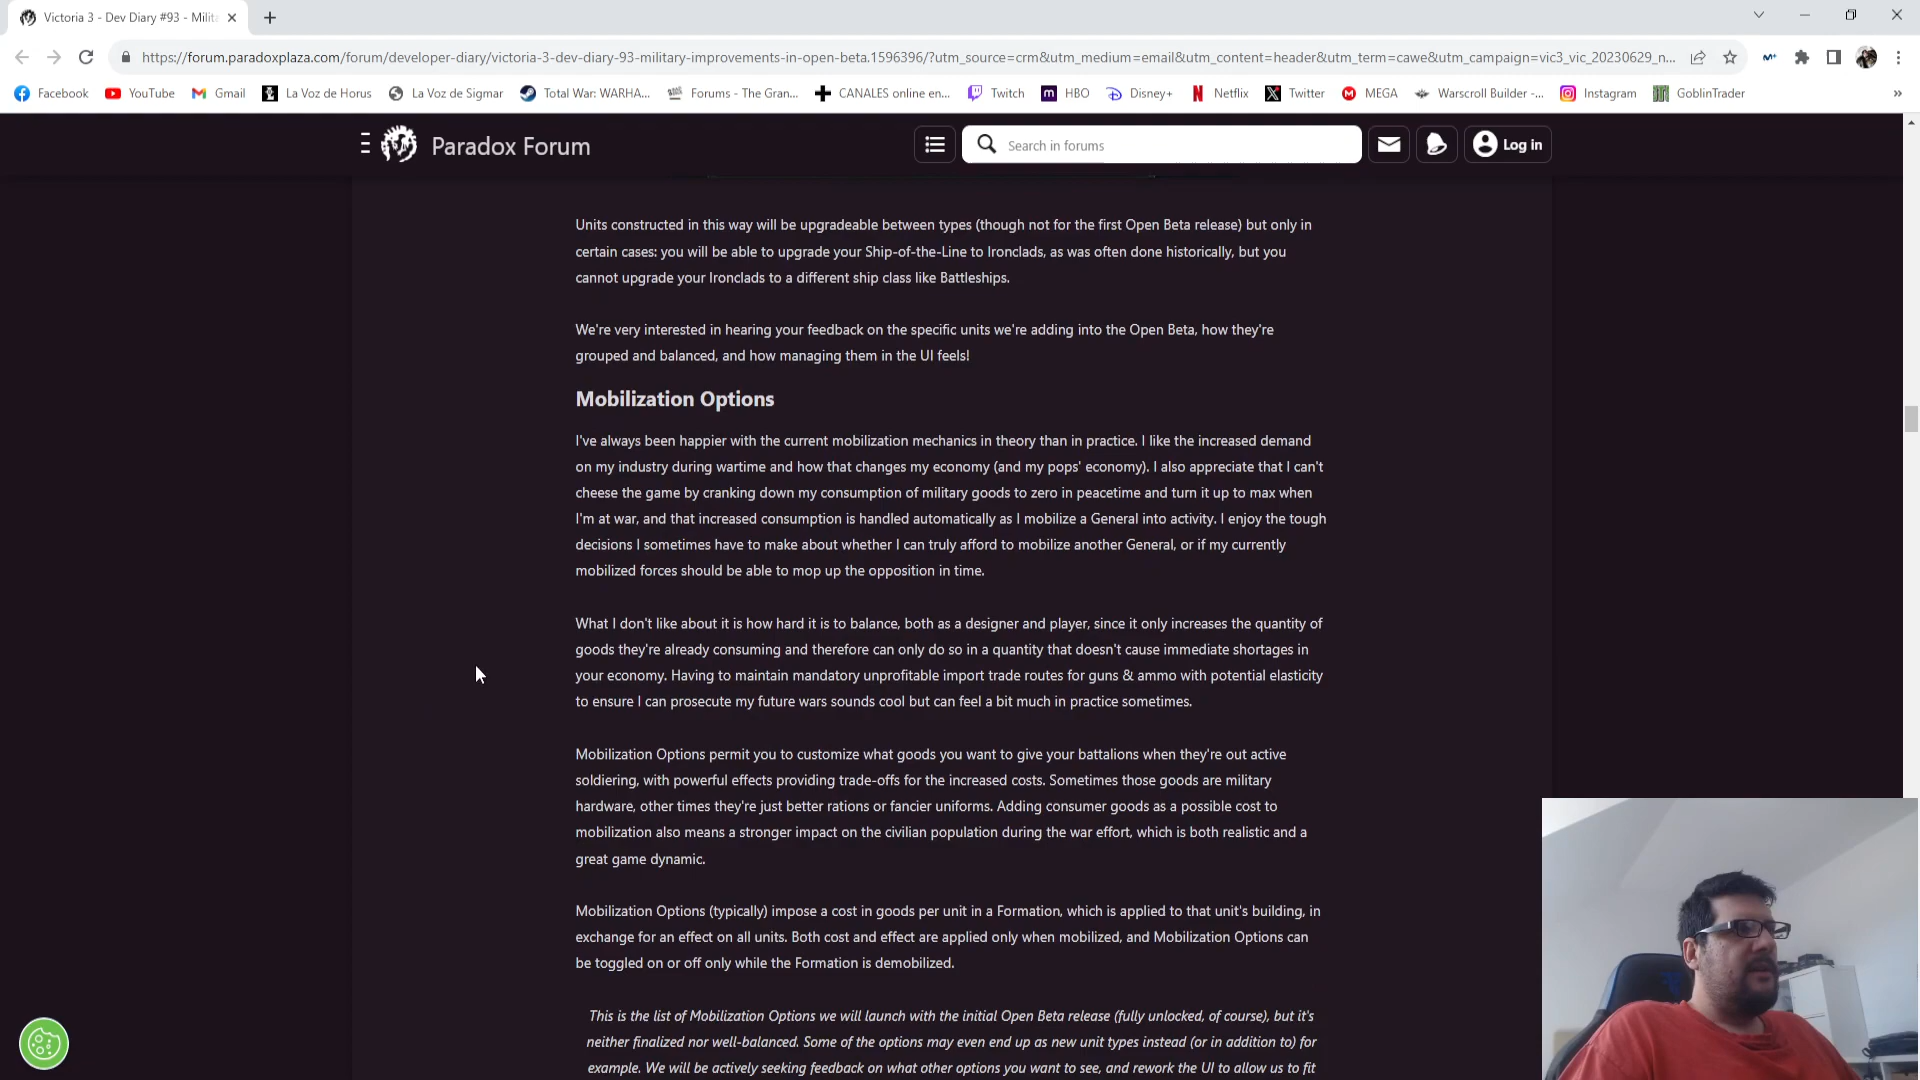 Victoria 3 - Dev Diary #93 - Milita
https://forum.paradoxplaza.com/forum/developer-diary/victoria-3-dev-diary-93-military-improvements-in-open-beta.1596396/?utm_source=crm&utm_medium=email&utm_content=header&utm_term=cawe&utm_campaign=vic3_vic_20230629_n...
Facebook YouTube Gmail La Voz de Horus La Voz de Sigmar Total War: WARHA... Forums - The Gran... CANALES online en... Twitch HBO Disney+ Netflix Twitter MEGA Warscroll Builder -... Instagram GoblinTrader
Paradox Forum
Search in forums
Log in
Units constructed in this way will be upgradeable between types (though not for the first Open Beta release) but only in
certain cases: you will be able to upgrade your Ship-of-the-Line to Ironclads, as was often done historically, but you
cannot upgrade your Ironclads to a different ship class like Battleships.
We're very interested in hearing your feedback on the specific units we're adding into the Open Beta, how they're
grouped and balanced, and how managing them in the UI feels!
Mobilization Options
I've always been happier with the current mobilization mechanics in theory than in practice. I like the increased demand
on my industry during wartime and how that changes my economy (and my pops' economy). I also appreciate that I can't
cheese the game by cranking down my consumption of military goods to zero in peacetime and turn it up to max when
I'm at war, and that increased consumption is handled automatically as I mobilize a General into activity. I enjoy the tough
decisions I sometimes have to make about whether I can truly afford to mobilize another General, or if my currently
mobilized forces should be able to mop up the opposition in time.
What I don't like about it is how hard it is to balance, both as a designer and player, since it only increases the quantity of
goods they're already consuming and therefore can only do so in a quantity that doesn't cause immediate shortages in
your economy. Having to maintain mandatory unprofitable import trade routes for guns & ammo with potential elasticity
to ensure I can prosecute my future wars sounds cool but can feel a bit much in practice sometimes.
Mobilization Options permit you to customize what goods you want to give your battalions when they're out active
soldiering, with powerful effects providing trade-offs for the increased costs. Sometimes those goods are military
hardware, other times they're just better rations or fancier uniforms. Adding consumer goods as a possible cost to
mobilization also means a stronger impact on the civilian population during the war effort, which is both realistic and a
great game dynamic.
Mobilization Options (typically) impose a cost in goods per unit in a Formation, which is applied to that unit's building, in
exchange for an effect on all units. Both cost and effect are applied only when mobilized, and Mobilization Options can
be toggled on or off only while the Formation is demobilized.
This is the list of Mobilization Options we will launch with the initial Open Beta release (fully unlocked, of course), but it's
neither finalized nor well-balanced. Some of the options may even end up as new unit types instead (or in addition to) for
example. We will be actively seeking feedback on what other options you want to see, and rework the UI to allow us to fit